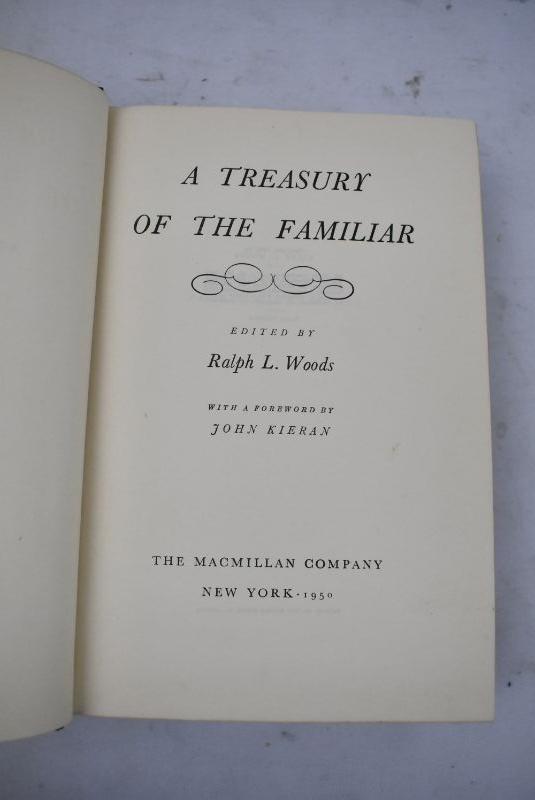 A TREASURY
OF THE FAMILIAR
EDITED BY
Ralph L. Woods
WITH A FOREWORD BY
JOHN KIERAN
THE MACMILLAN COMPANY
NEW YORK · 1950